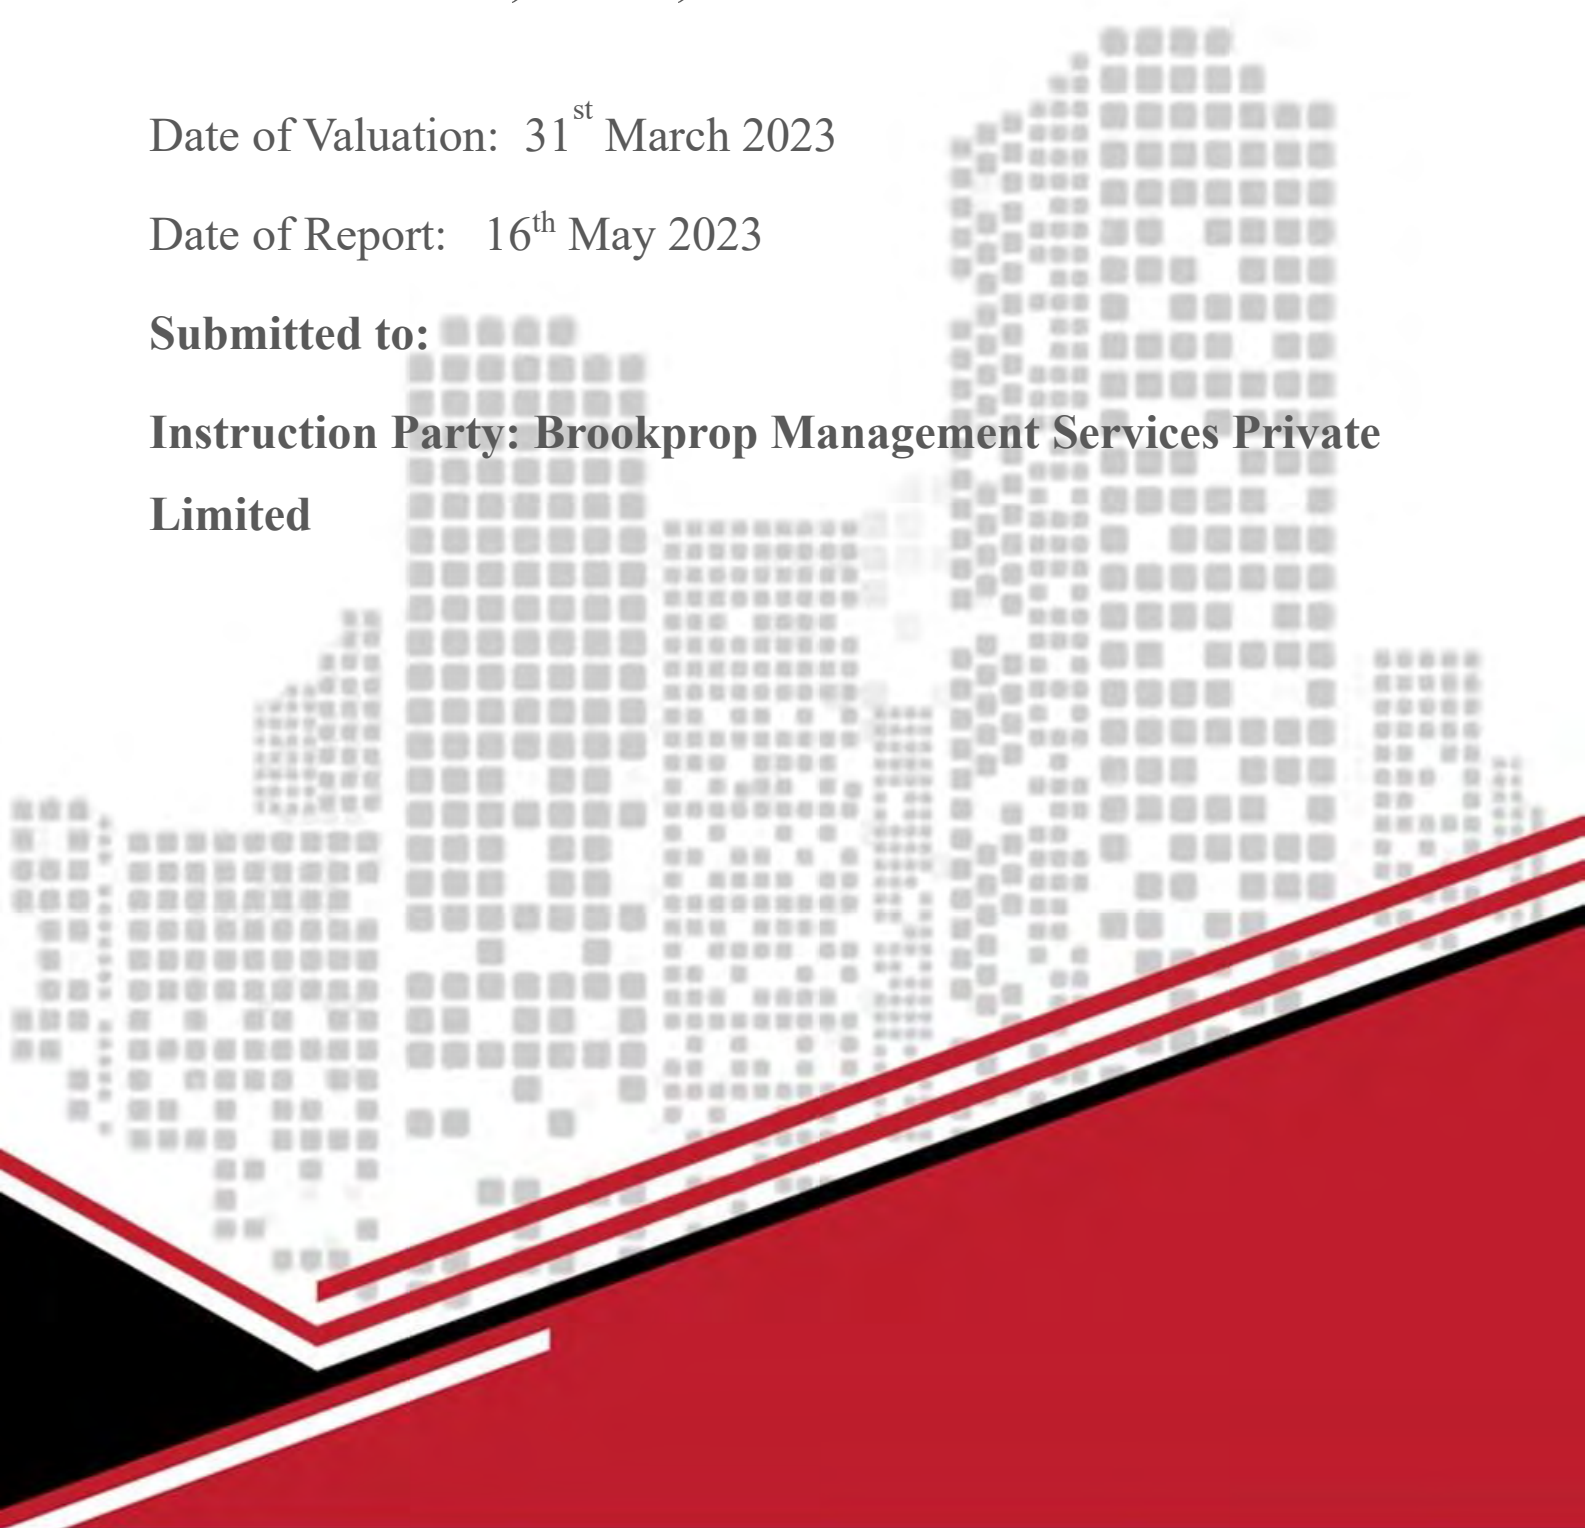 Date of Valuation: 31st March 2023
Date of Report: 16th May 2023
Submitted to:
Instruction Party: Brookprop Management Services Private
Limited